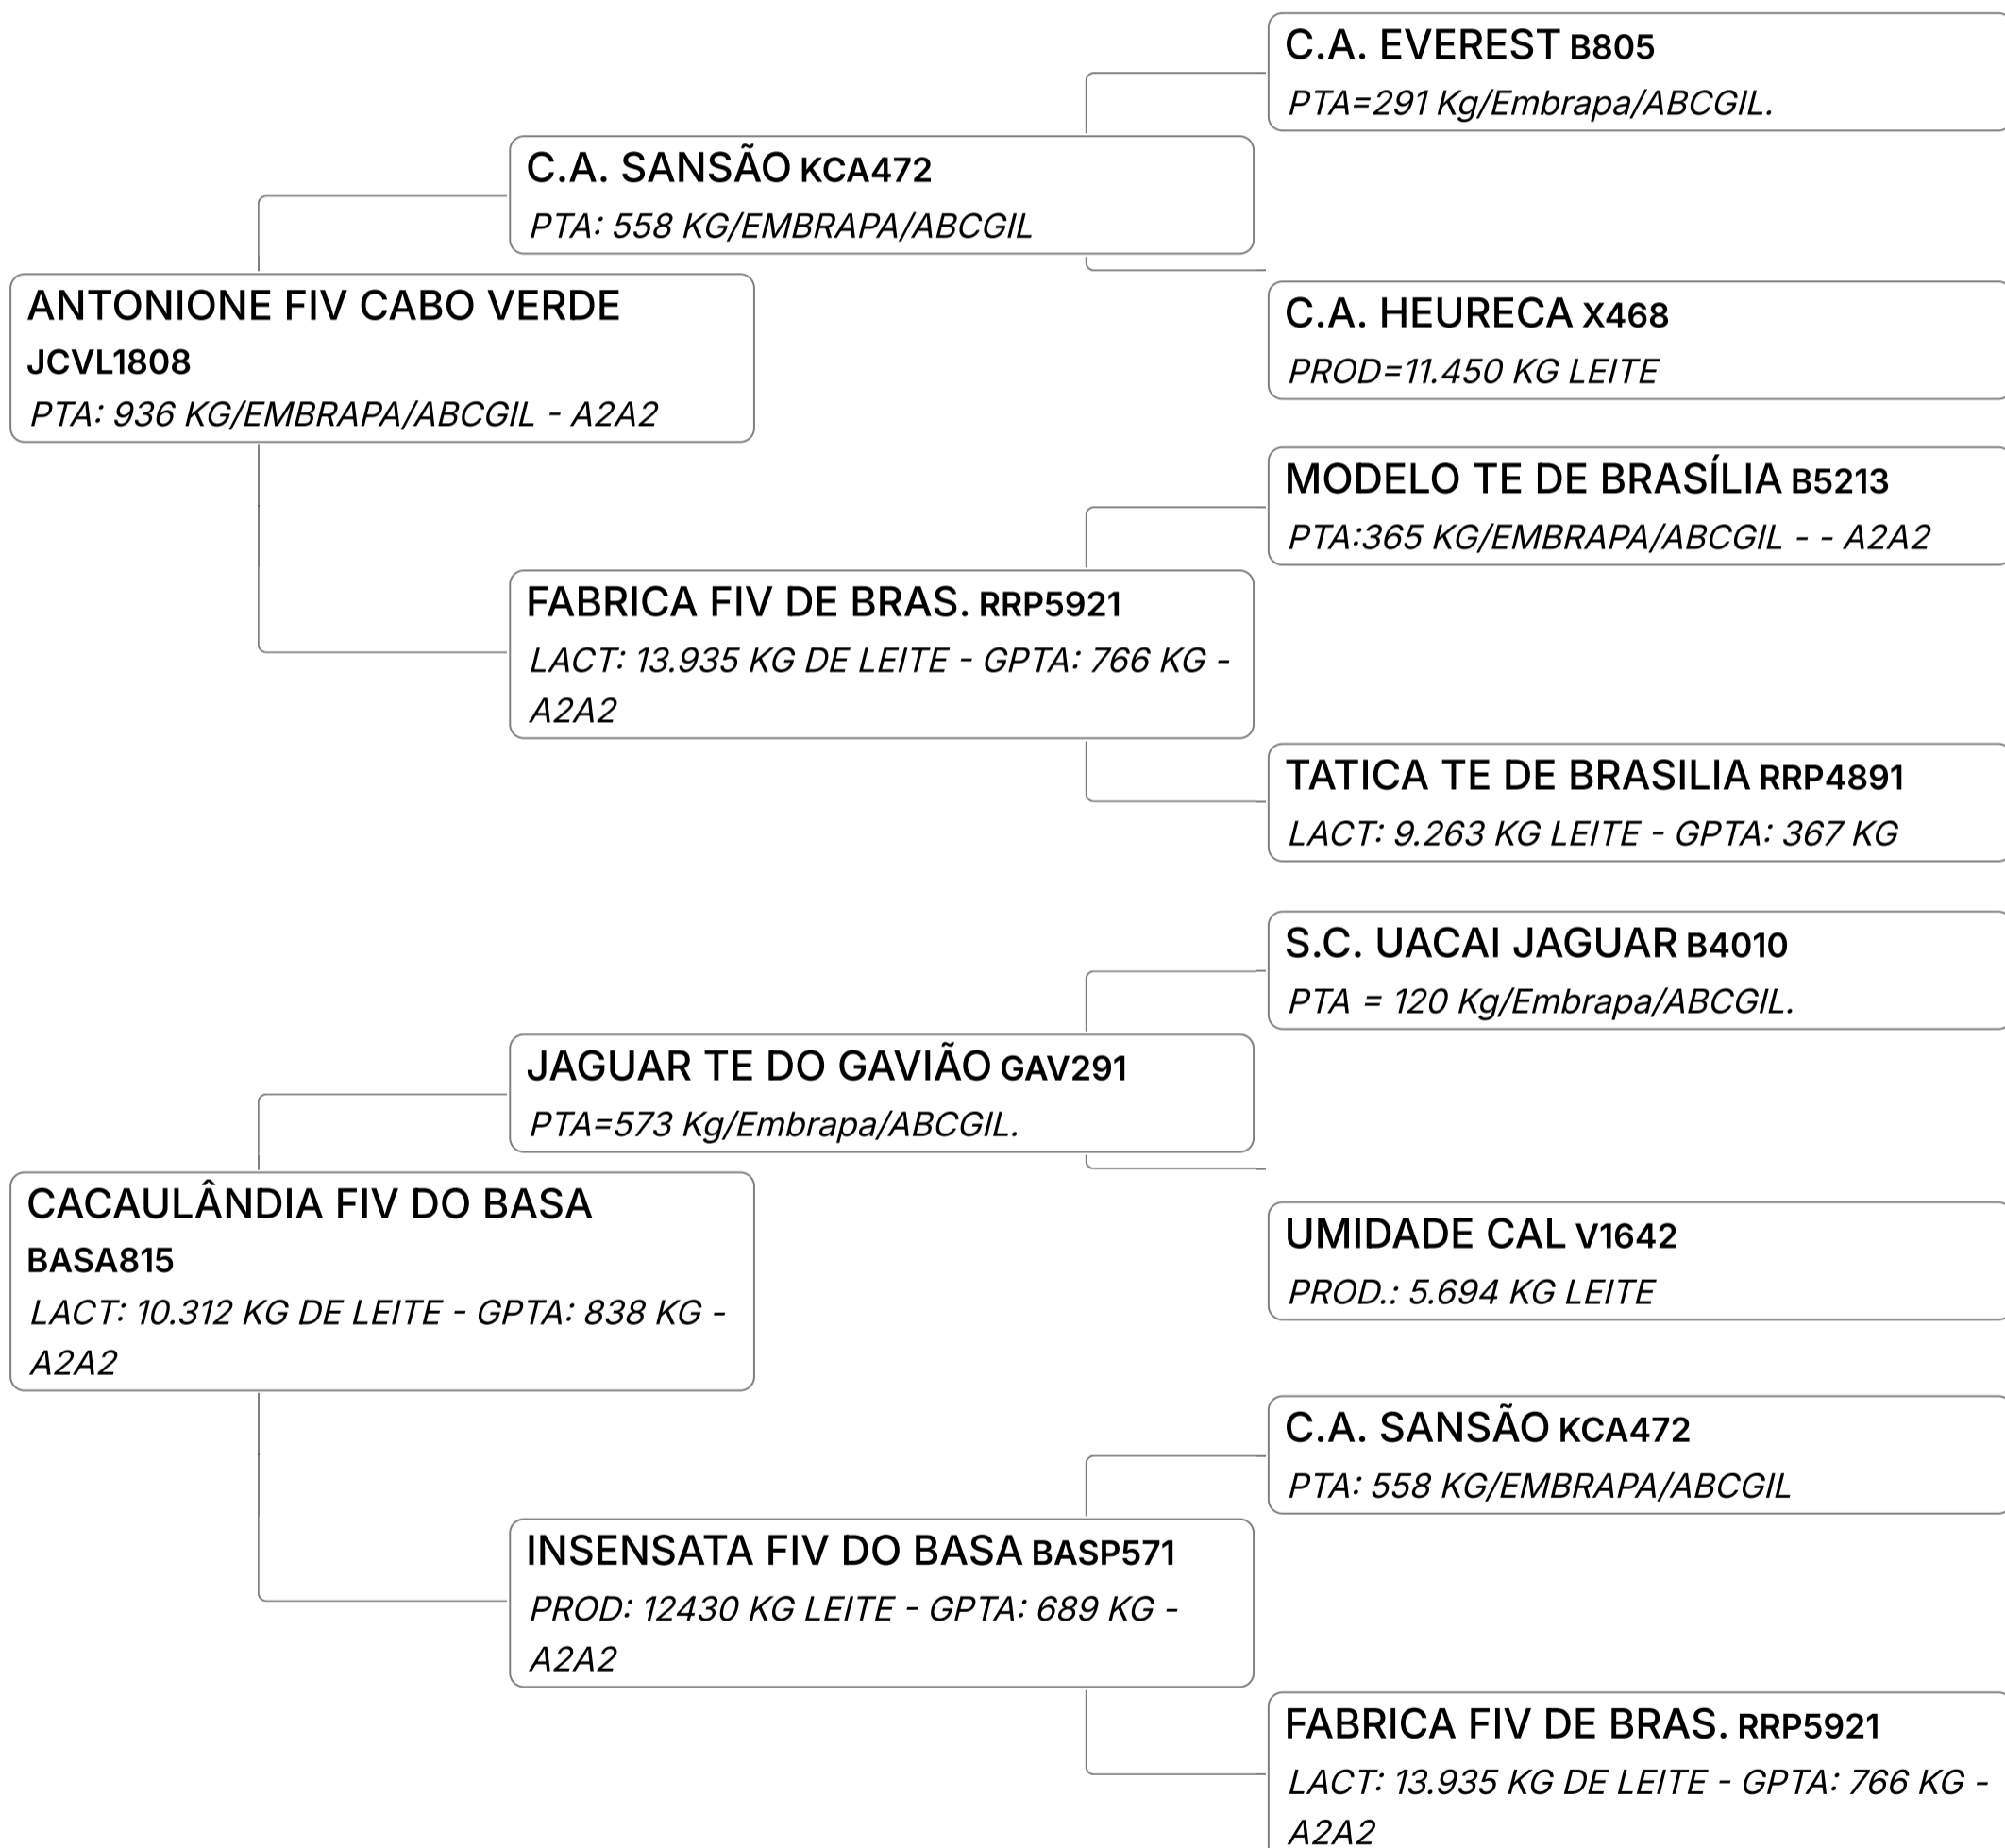 C.A. EVEREST B805
PTA=291 Kg/Embrapa/ABCGIL.
C.A. SANSÃO KCA472
PTA: 558 KG/EMBRAPA/ABCGIL
ANTONIONE FIV CABO VERDE
JCVL1808
PTA: 936 KG/EMBRAPA/ABCGIL - A2A2
C.A. HEURECA X468
PROD=11.450 KG LEITE
MODELO TE DE BRASÍLIA B5213
PTA:365 KG/EMBRAPA/ABCGIL - - A2A2
FABRICA FIV DE BRAS. RRP5921
LACT: 13.935 KG DE LEITE - GPTA: 766 KG -
A2A2
TATICA TE DE BRASILIA RRP4891
LACT: 9.263 KG LEITE - GPTA: 367 KG
S.C. UACAI JAGUAR B4010
PTA = 120 Kg/Embrapa/ABCGIL.
JAGUAR TE DO GAVIÃO GAV291
PTA=573 Kg/Embrapa/ABCGIL.
CACAULÂNDIA FIV DO BASA
BASA815
LACT: 10.312 KG DE LEITE - GPTA: 838 KG -
A2A2
UMIDADE CAL V1642
PROD.: 5.694 KG LEITE
C.A. SANSÃO KCA472
PTA: 558 KG/EMBRAPA/ABCGIL
INSENSATA FIV DO BASA BASP571
PROD: 12430 KG LEITE - GPTA: 689 KG -
A2A2
FABRICA FIV DE BRAS. RRP5921
LACT: 13.935 KG DE LEITE - GPTA: 766 KG -
A2A2